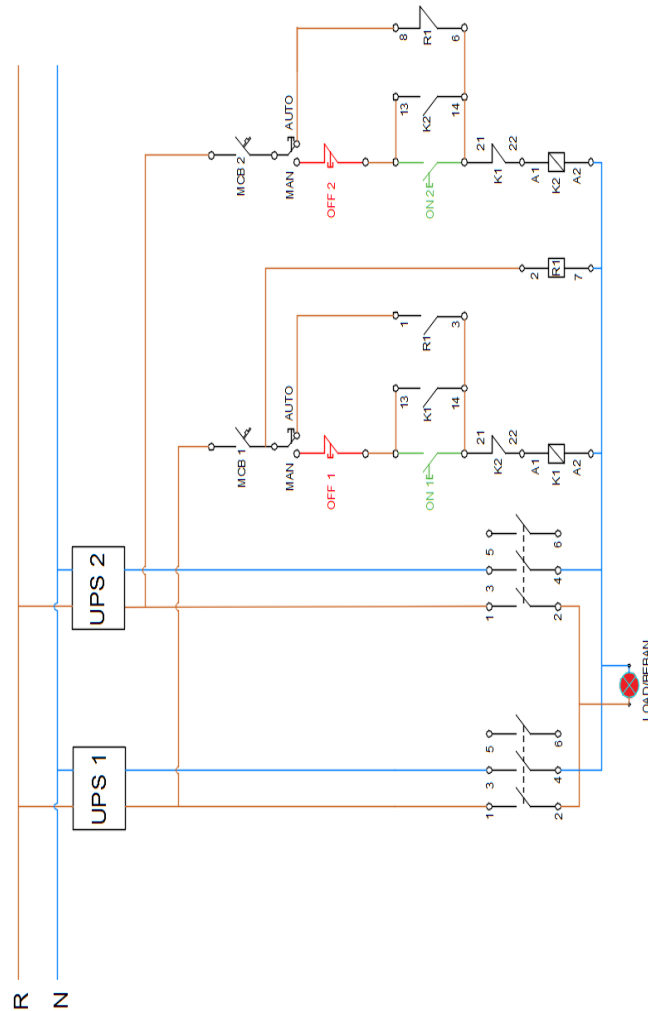 R
N
UPS 1
UPS 2
MCB 1
MCB 2
MAN
AUTO
MAN
AUTO
OFF 1
OFF 2
1
3
5
2
4
6
1
3
5
2
4
6
ON 1
13
K1
14
1
R1
3
21
K2
22
A1
K1
A2
2
R1
7
ON 2
13
K2
14
8
R1
6
21
K1
22
A1
K2
A2
LOAD/BEBAN